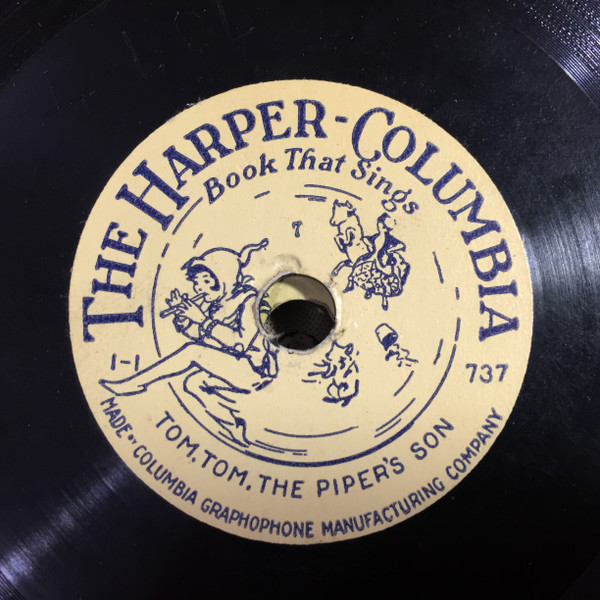 THE HARPER-COLUMBIA
Book That Sings
7
1-1
737
TOM, TOM, THE PIPER'S SON
MADE BY COLUMBIA GRAPHOPHONE MANUFACTURING COMPANY